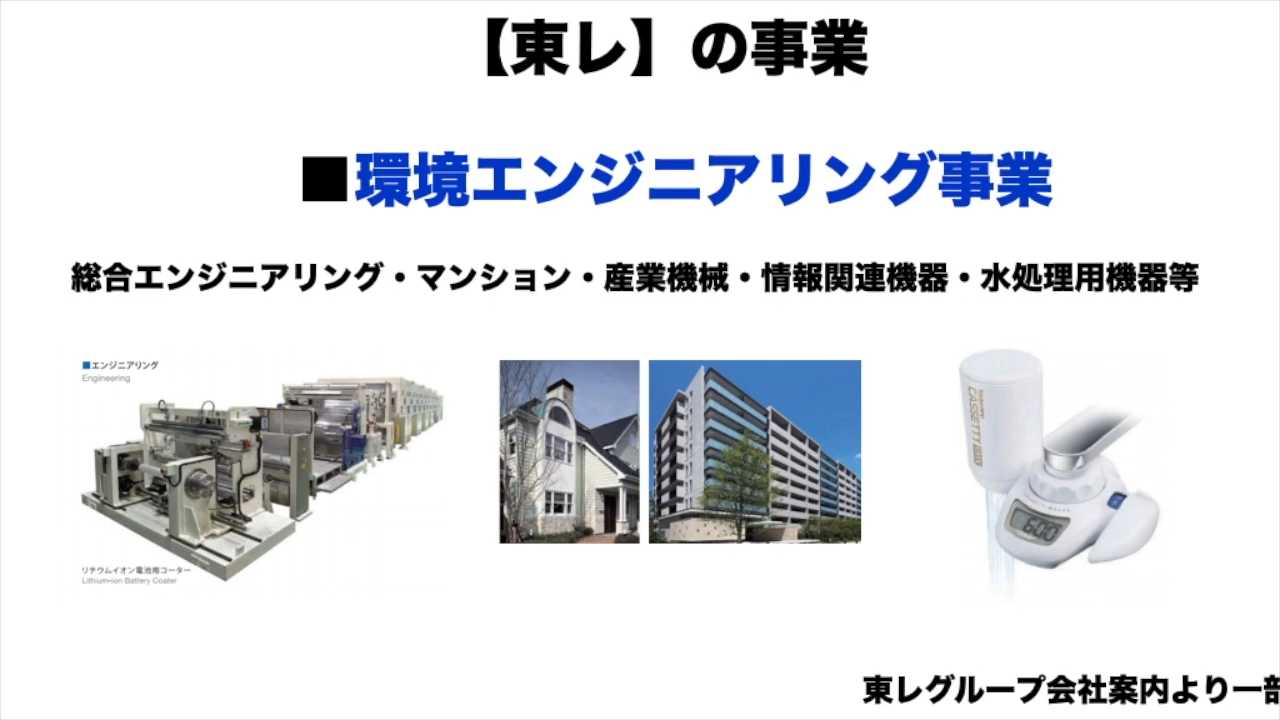 【東レ】の事業
■環境エンジニアリング事業
総合エンジニアリング・マンション・産業機械・情報関連機器・水処理用機器等
■エンジニアリング
Engineering
CASSETTY
600
リチウムイオン電池用コーター
Lithium-ion Battery Coater
東レグループ会社案内より一部